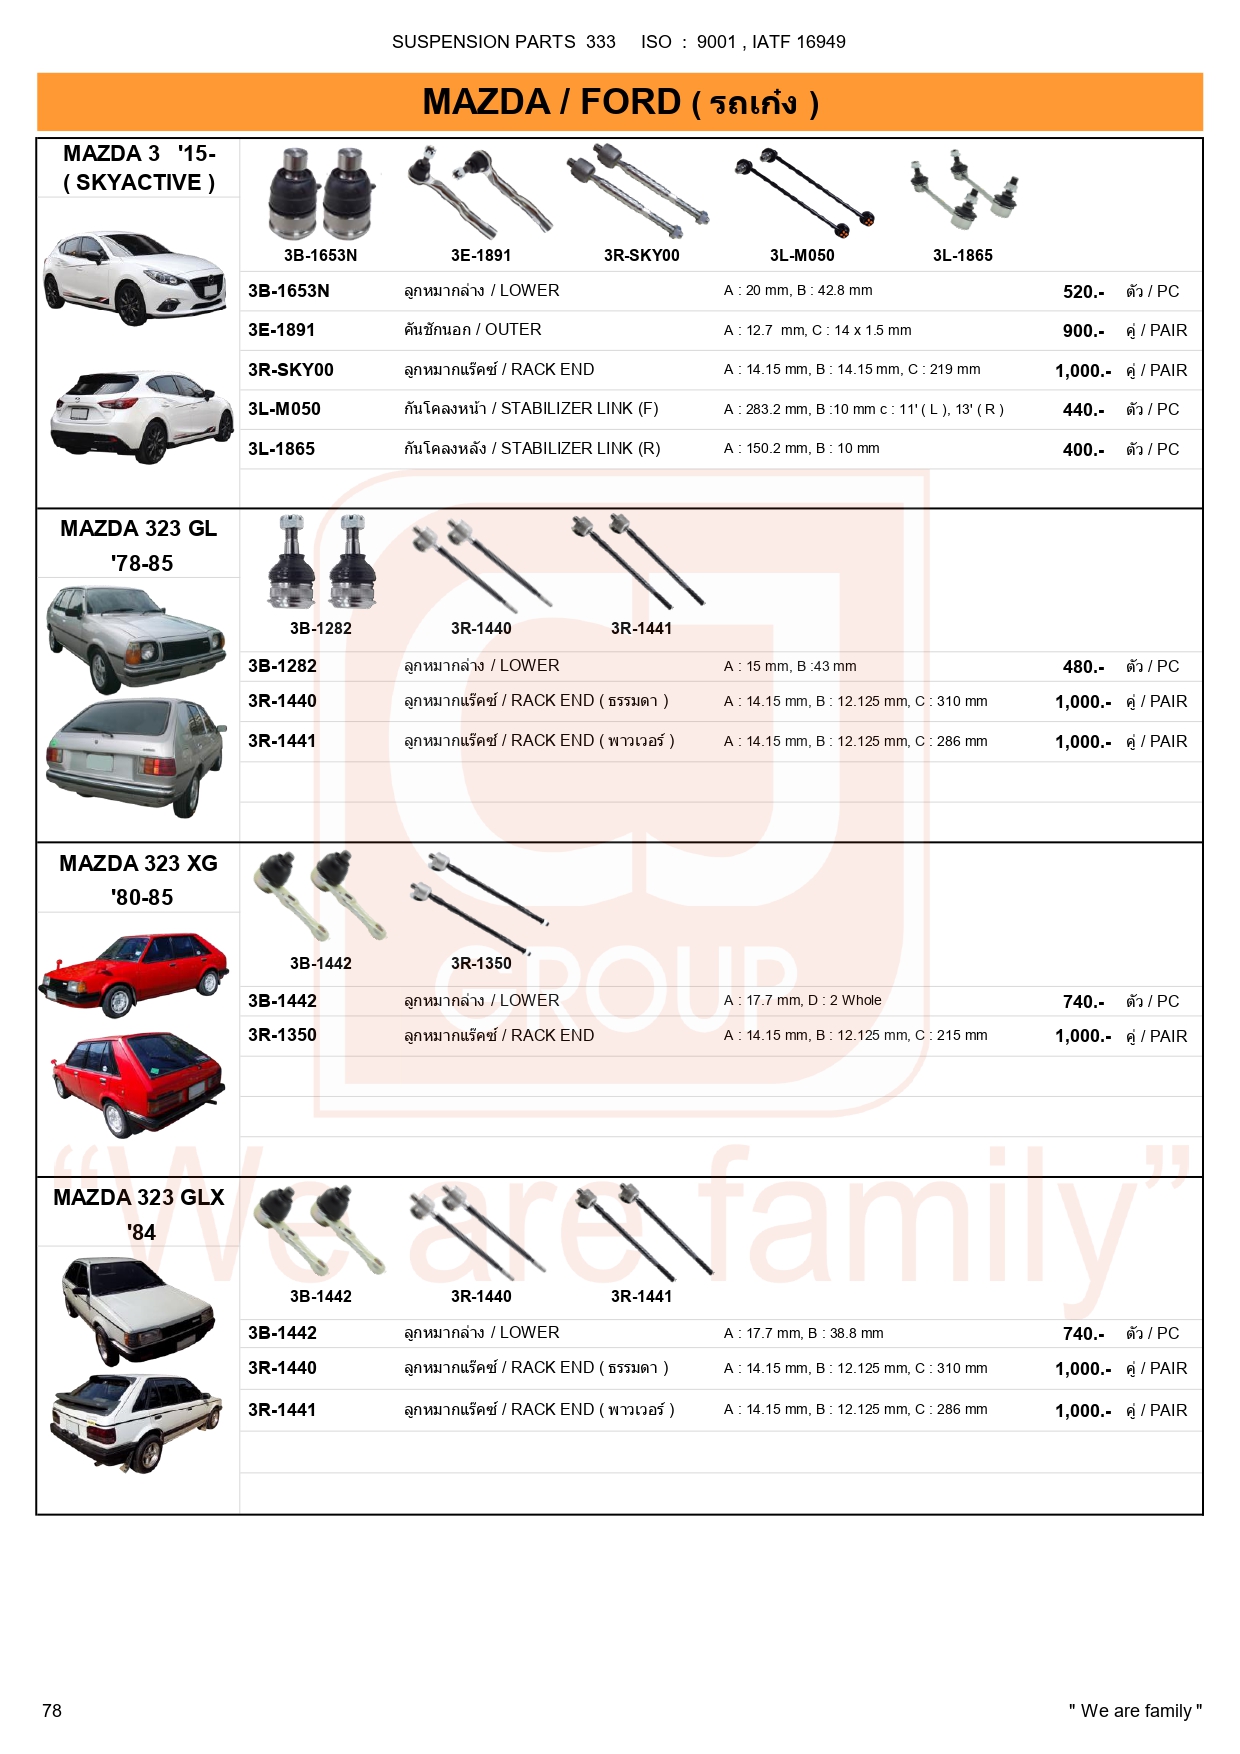 SUSPENSION PARTS  333     ISO  :  9001 , IATF 16949
MAZDA / FORD ( รถเก๋ง )
MAZDA 3   '15-
( SKYACTIVE )
3B-1653N 3E-1891 3R-SKY00 3L-M050 3L-1865
3B-1653N ลูกหมากล่าง / LOWER A : 20 mm, B : 42.8 mm 520.- ตัว / PC
3E-1891 คันชักนอก / OUTER A : 12.7  mm, C : 14 x 1.5 mm 900.- คู่ / PAIR
3R-SKY00 ลูกหมากแร๊คซ์ / RACK END A : 14.15 mm, B : 14.15 mm, C : 219 mm 1,000.- คู่ / PAIR
3L-M050 กันโคลงหน้า / STABILIZER LINK (F) A : 283.2 mm, B :10 mm c : 11' ( L ), 13' ( R ) 440.- ตัว / PC
3L-1865 กันโคลงหลัง / STABILIZER LINK (R) A : 150.2 mm, B : 10 mm 400.- ตัว / PC
MAZDA 323 GL
'78-85
3B-1282 3R-1440 3R-1441
3B-1282 ลูกหมากล่าง / LOWER A : 15 mm, B :43 mm 480.- ตัว / PC
3R-1440 ลูกหมากแร๊คซ์ / RACK END ( ธรรมดา ) A : 14.15 mm, B : 12.125 mm, C : 310 mm 1,000.- คู่ / PAIR
3R-1441 ลูกหมากแร๊คซ์ / RACK END ( พาวเวอร์ ) A : 14.15 mm, B : 12.125 mm, C : 286 mm 1,000.- คู่ / PAIR
MAZDA 323 XG
'80-85
3B-1442 3R-1350
GROUP
3B-1442 ลูกหมากล่าง / LOWER A : 17.7 mm, D : 2 Whole 740.- ตัว / PC
3R-1350 ลูกหมากแร๊คซ์ / RACK END A : 14.15 mm, B : 12.125 mm, C : 215 mm 1,000.- คู่ / PAIR
“We are family”
MAZDA 323 GLX
'84
3B-1442 3R-1440 3R-1441
3B-1442 ลูกหมากล่าง / LOWER A : 17.7 mm, B : 38.8 mm 740.- ตัว / PC
3R-1440 ลูกหมากแร๊คซ์ / RACK END ( ธรรมดา ) A : 14.15 mm, B : 12.125 mm, C : 310 mm 1,000.- คู่ / PAIR
3R-1441 ลูกหมากแร๊คซ์ / RACK END ( พาวเวอร์ ) A : 14.15 mm, B : 12.125 mm, C : 286 mm 1,000.- คู่ / PAIR
78 " We are family "